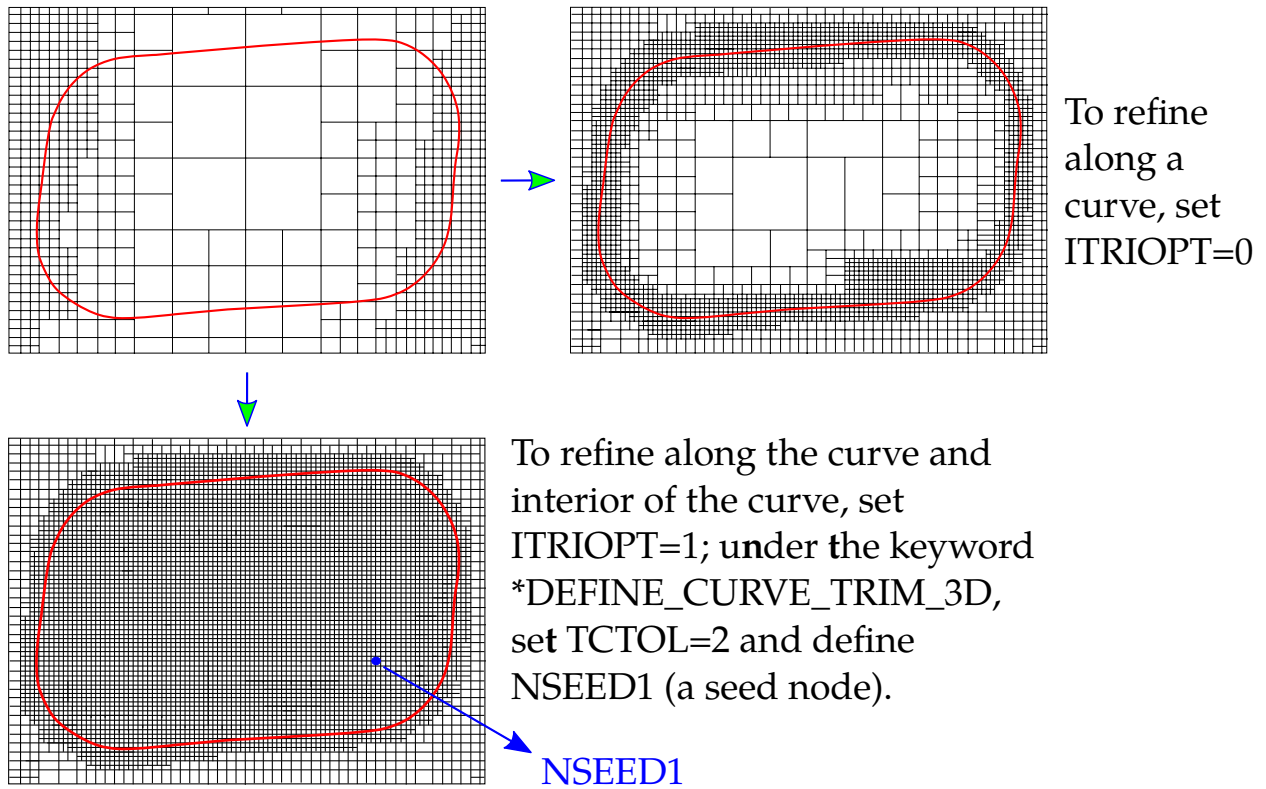 To refine
along a
curve, set
ITRIOPT=0
To refine along the curve and
interior of the curve, set
ITRIOPT=1; under the keyword
*DEFINE_CURVE_TRIM_3D,
set TCTOL=2 and define
NSEED1 (a seed node).
NSEED1